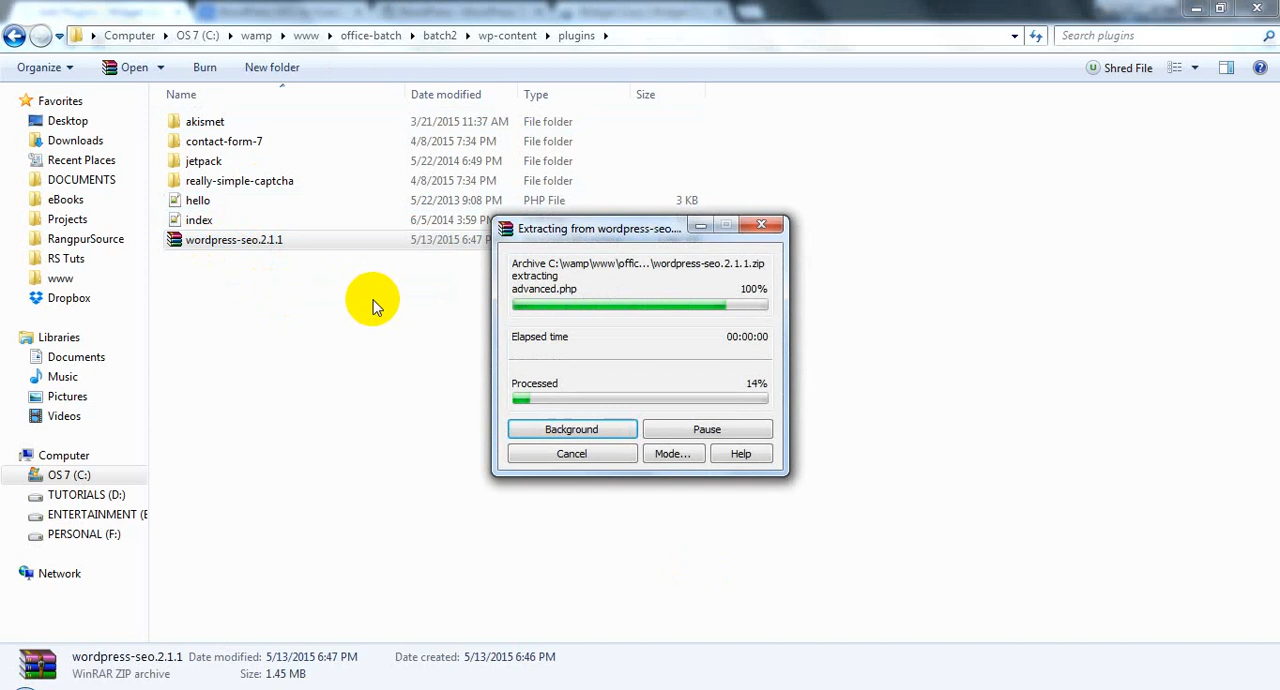 Computer OS 7 (C:) wamp www office-batch batch2 wp-content plugins Search plugins
Organize Open Burn New folder Shred File
Name Date modified Type Size
Favorites
Desktop
Downloads
Recent Places
DOCUMENTS
eBooks
Projects
RangpurSource
RS Tuts
www
Dropbox
Libraries
Documents
Music
Pictures
Videos
Computer
OS 7 (C:)
TUTORIALS (D:)
ENTERTAINMENT (E
PERSONAL (F:)
Network
akismet 3/21/2015 11:37 AM File folder
contact-form-7 4/8/2015 7:34 PM File folder
jetpack 5/22/2014 6:49 PM File folder
really-simple-captcha 4/8/2015 7:34 PM File folder
hello 5/22/2013 9:08 PM PHP File 3 KB
index 6/5/2014 3:59 P
wordpress-seo.2.1.1 5/13/2015 6:47 P
Extracting from wordpress-seo....
Archive C:\wamp\www\offic...\wordpress-seo.2.1.1.zip
extracting
advanced.php 100%
Elapsed time 00:00:00
Processed 14%
Background Pause
Cancel Mode... Help
wordpress-seo.2.1.1 Date modified: 5/13/2015 6:47 PM Date created: 5/13/2015 6:46 PM
WinRAR ZIP archive Size: 1.45 MB